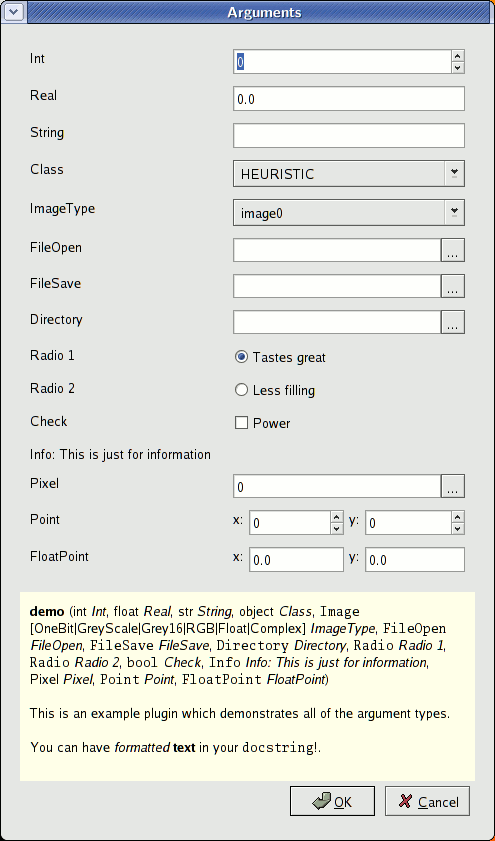 Arguments
Int 0
Real 0.0
String
Class HEURISTIC
ImageType image0
FileOpen ...
FileSave ...
Directory ...
Radio 1 Tastes great
Radio 2 Less filling
Check Power
Info: This is just for information
Pixel 0 ...
Point x: 0 y: 0
FloatPoint x: 0.0 y: 0.0
demo (int Int, float Real, str String, object Class, Image
[OneBit|GreyScale|Grey16|RGB|Float|Complex] ImageType, FileOpen
FileOpen, FileSave FileSave, Directory Directory, Radio Radio 1,
Radio Radio 2, bool Check, Info Info: This is just for information,
Pixel Pixel, Point Point, FloatPoint FloatPoint)
This is an example plugin which demonstrates all of the argument types.
You can have formatted text in your docstring!.
OK Cancel